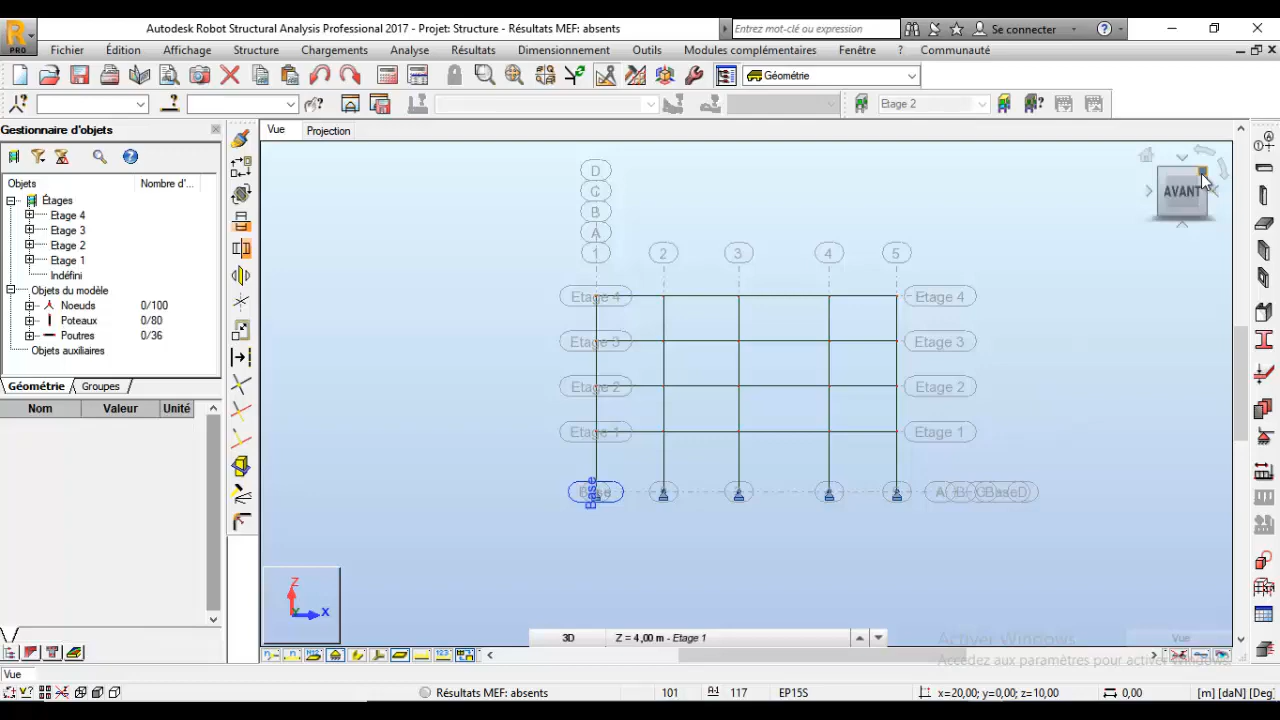 Autodesk Robot Structural Analysis Professional 2017 - Projet: Structure - Résultats MEF: absents
Entrez mot-clé ou expression
Se connecter
PRO
Fichier Édition Affichage Structure Chargements Analyse Résultats Dimensionnement Outils Modules complémentaires Fenêtre ? Communauté
Géométrie
Etage 2
Gestionnaire d'objets
Vue Projection
Objets Nombre d'...
Étages
Etage 4
Etage 3
Etage 2
Etage 1
Indéfini
Objets du modèle
Noeuds 0/100
Poteaux 0/80
Poutres 0/36
Objets auxiliaires
Géométrie Groupes
Nom Valeur Unité
AVANT
D
C
B
A
1 2 3 4 5
Etage 4 Etage 4
Etage 3 Etage 3
Etage 2 Etage 2
Etage 1 Etage 1
Base
A B C Base D
Z
X
3D Z = 4,00 m - Etage 1
Activer Windows
Accédez aux paramètres pour activer Windows.
Vue
Vue
Résultats MEF: absents 101 117 EP15S x=20,00; y=0,00; z=10,00 0,00 [m] [daN] [Deg